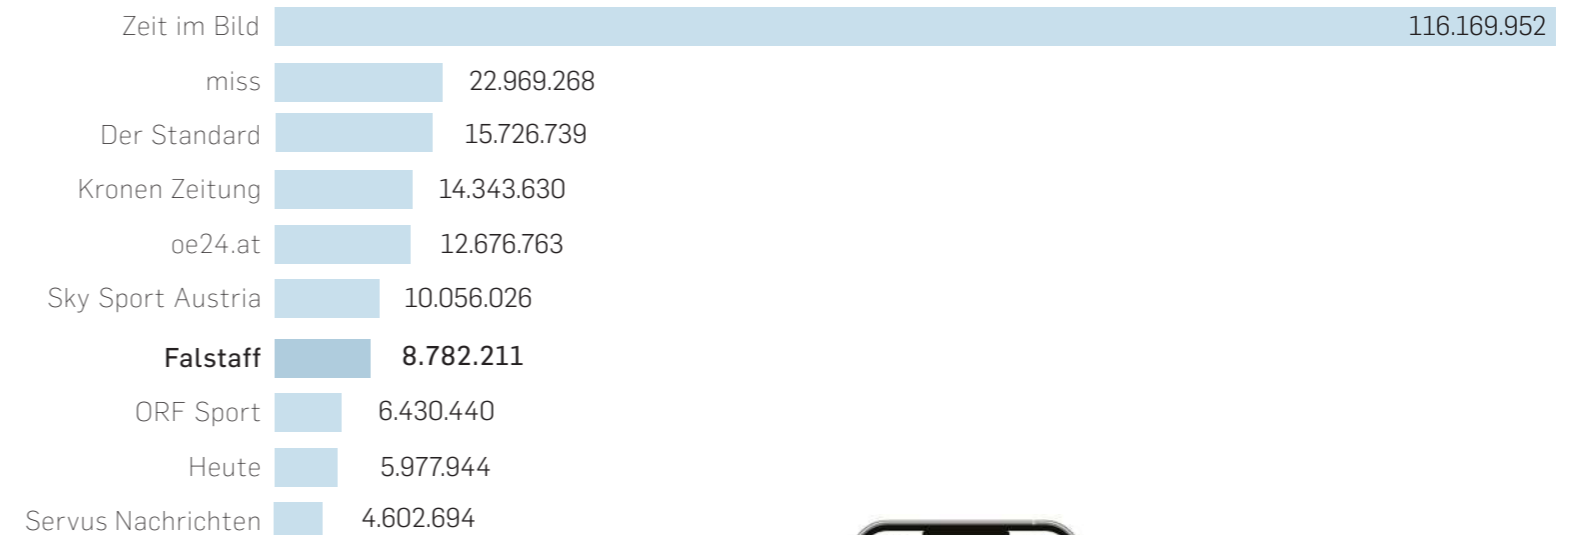 Zeit im Bild 116.169.952
miss 22.969.268
Der Standard 15.726.739
Kronen Zeitung 14.343.630
oe24.at 12.676.763
Sky Sport Austria 10.056.026
Falstaff 8.782.211
ORF Sport 6.430.440
Heute 5.977.944
Servus Nachrichten 4.602.694